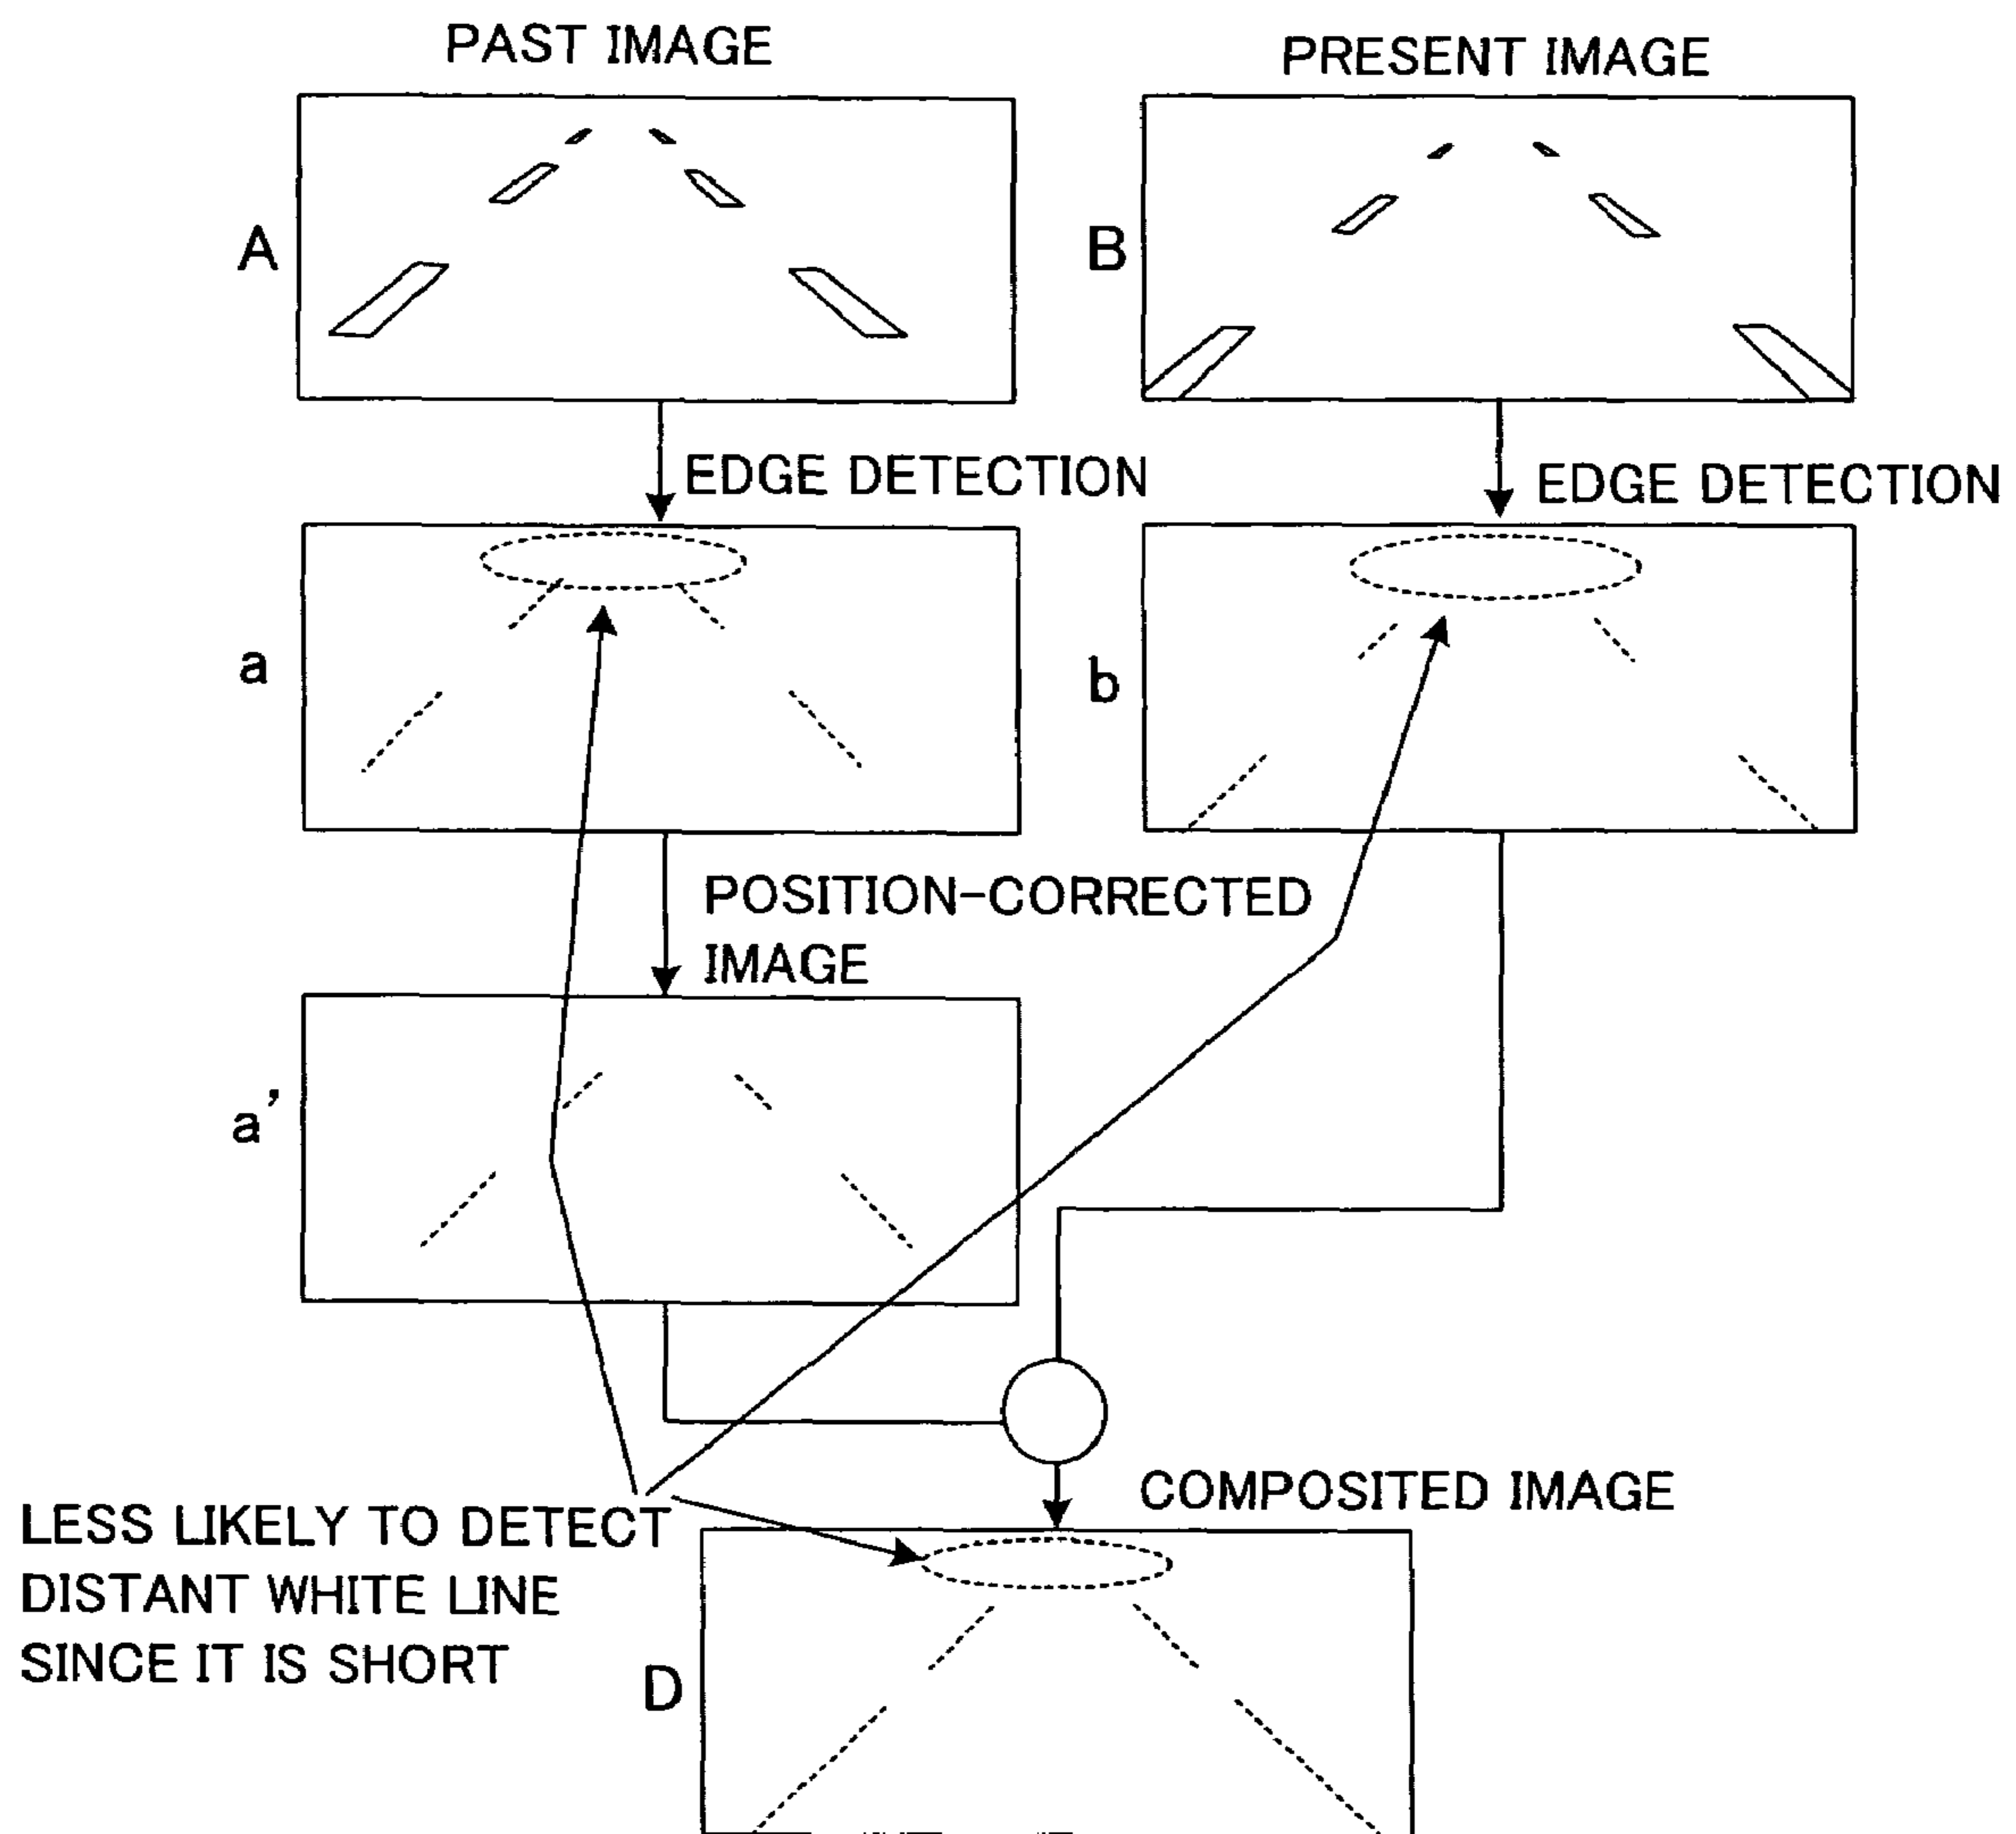 PAST IMAGE
PRESENT IMAGE
A
B
EDGE DETECTION
EDGE DETECTION
a
b
POSITION-CORRECTED
IMAGE
a'
COMPOSITED IMAGE
LESS LIKELY TO DETECT
DISTANT WHITE LINE
SINCE IT IS SHORT
D